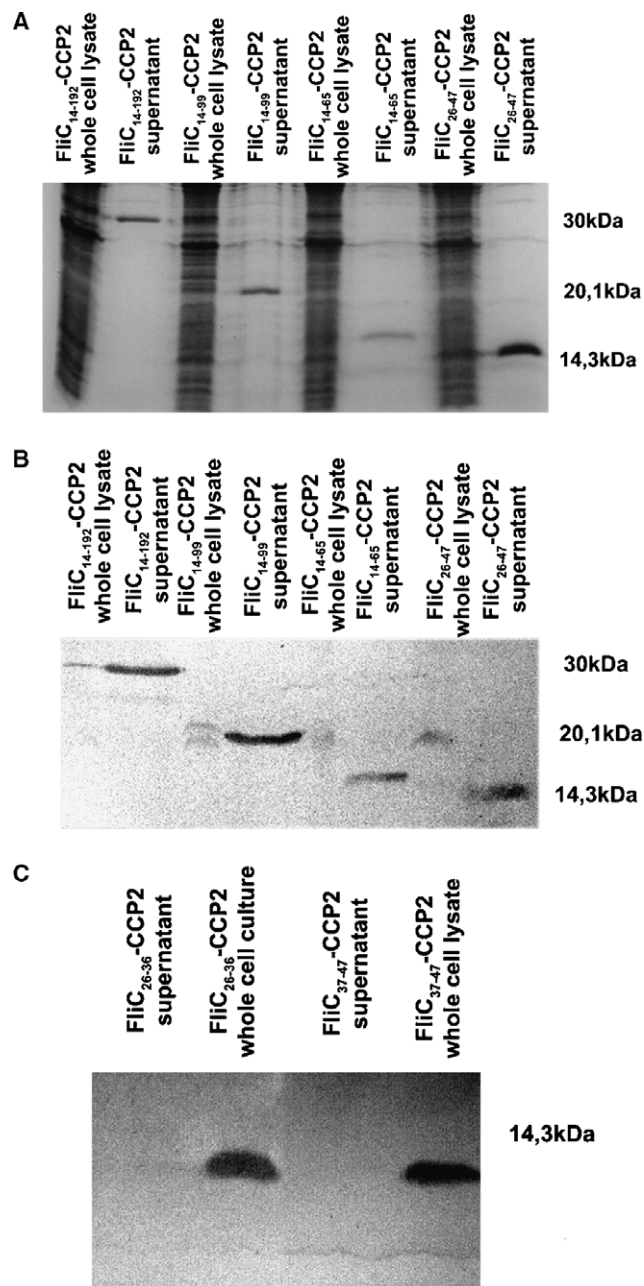 A
FliC14-192-CCP2
whole cell lysate
FliC14-192-CCP2
supernatant
FliC14-99-CCP2
whole cell lysate
FliC14-99-CCP2
supernatant
FliC14-65-CCP2
whole cell lysate
FliC14-65-CCP2
supernatant
FliC26-47-CCP2
whole cell lysate
FliC26-47-CCP2
supernatant
30kDa
20,1kDa
14,3kDa
B
FliC14-192-CCP2
whole cell lysate
FliC14-192-CCP2
supernatant
FliC14-99-CCP2
whole cell lysate
FliC14-99-CCP2
supernatant
FliC14-65-CCP2
whole cell lysate
FliC14-65-CCP2
supernatant
FliC26-47-CCP2
whole cell lysate
FliC26-47-CCP2
supernatant
30kDa
20,1kDa
14,3kDa
C
FliC26-36-CCP2
supernatant
FliC26-36-CCP2
whole cell culture
FliC37-47-CCP2
supernatant
FliC37-47-CCP2
whole cell lysate
14,3kDa